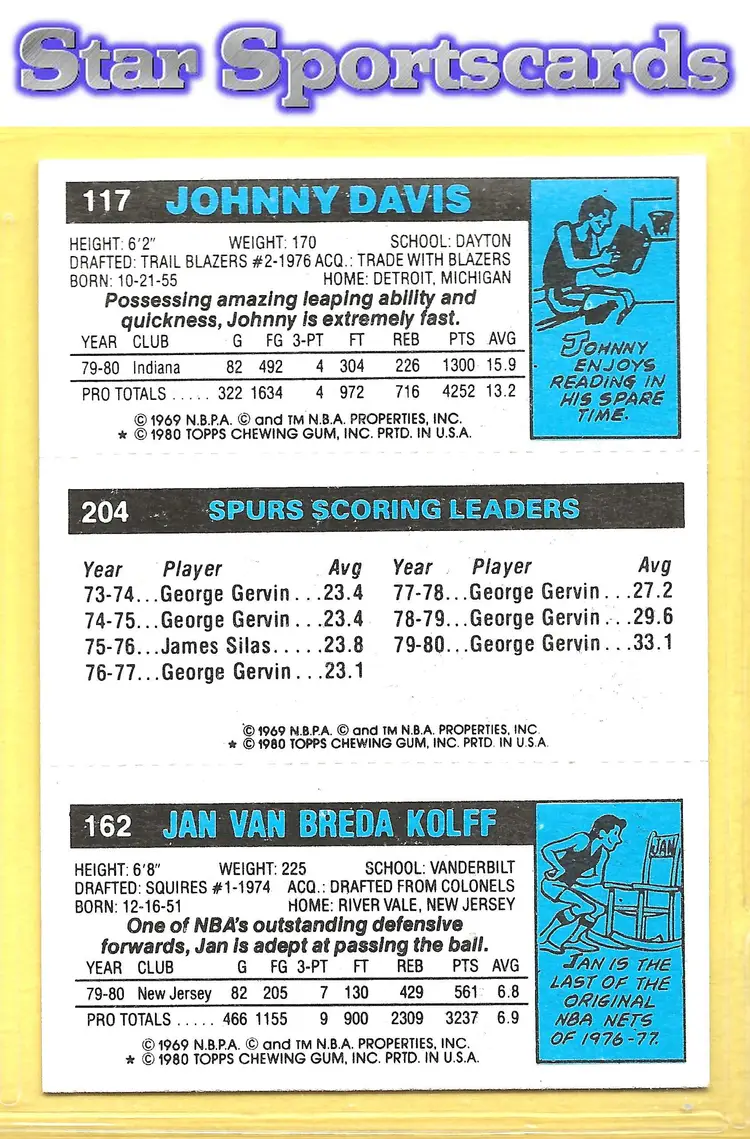 Star Sportscards
117 JOHNNY DAVIS
HEIGHT: 6'2" WEIGHT: 170 SCHOOL: DAYTON
DRAFTED: TRAIL BLAZERS #2-1976 ACQ.: TRADE WITH BLAZERS
BORN: 10-21-55 HOME: DETROIT, MICHIGAN
Possessing amazing leaping ability and
quickness, Johnny is extremely fast.
YEAR CLUB G FG 3-PT FT REB PTS AVG
79-80 Indiana 82 492 4 304 226 1300 15.9
PRO TOTALS ..... 322 1634 4 972 716 4252 13.2
© 1969 N.B.P.A. © and TM N.B.A. PROPERTIES, INC.
* © 1980 TOPPS CHEWING GUM, INC. PRTD. IN U.S.A.
JOHNNY
ENJOYS
READING IN
HIS SPARE
TIME.
204 SPURS SCORING LEADERS
Year Player Avg Year Player Avg
73-74...George Gervin...23.4 77-78...George Gervin...27.2
74-75...George Gervin...23.4 78-79...George Gervin...29.6
75-76...James Silas.....23.8 79-80...George Gervin...33.1
76-77...George Gervin...23.1
© 1969 N.B.P.A. © and TM N.B.A. PROPERTIES, INC.
* © 1980 TOPPS CHEWING GUM, INC. PRTD. IN U.S.A.
162 JAN VAN BREDA KOLFF
HEIGHT: 6'8" WEIGHT: 225 SCHOOL: VANDERBILT
DRAFTED: SQUIRES #1-1974 ACQ.: DRAFTED FROM COLONELS
BORN: 12-16-51 HOME: RIVER VALE, NEW JERSEY
One of NBA's outstanding defensive
forwards, Jan is adept at passing the ball.
YEAR CLUB G FG 3-PT FT REB PTS AVG
79-80 New Jersey 82 205 7 130 429 561 6.8
PRO TOTALS ..... 466 1155 9 900 2309 3237 6.9
© 1969 N.B.P.A. © and TM N.B.A. PROPERTIES, INC.
* © 1980 TOPPS CHEWING GUM, INC. PRTD. IN U.S.A.
JAN
JAN IS THE
LAST OF THE
ORIGINAL
NBA NETS
OF 1976-77.